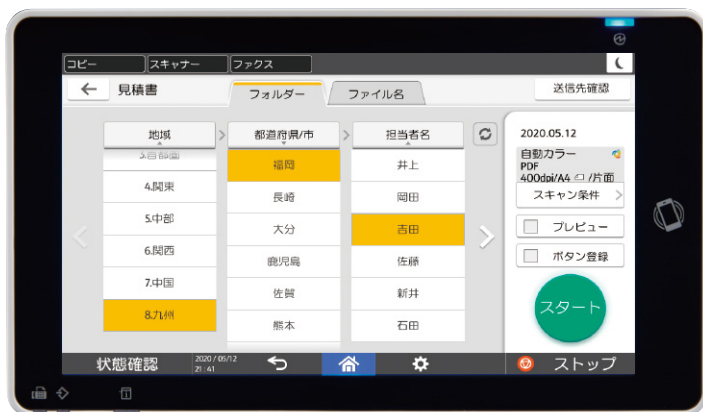 コピー
スキャナー
ファクス
見積書
フォルダー
ファイル名
送信先確認
地域
都道府県/市
担当者名
3.首都圏
4.関東
5.中部
6.関西
7.中国
8.九州
福岡
長崎
大分
鹿児島
佐賀
熊本
井上
岡田
吉田
佐藤
新井
石田
2020.05.12
自動カラー
PDF
400dpi/A4 /片面
スキャン条件
プレビュー
ボタン登録
スタート
状態確認
2020/05/12
21:41
ストップ